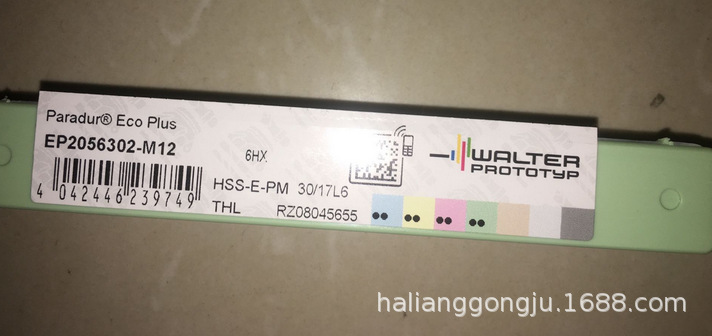 Paradur® Eco Plus
EP2056302-M12
6HX
4 042446 239749
HSS-E-PM 30/17L6
THL RZ08045655
WALTER
PROTOTYP
halianggongju.1688.com